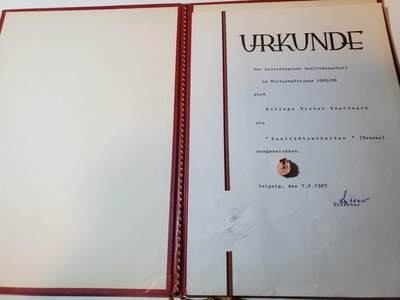 URKUNDE
Für hervorragende Qualitätsarbeit
im Wirtschaftsjahr 1985/86
wird
Kollege Dieter
als
"Qualitätsarbeiter" (Bronze)
ausgezeichnet.
Leipzig, den 7.5.1987
Direktor